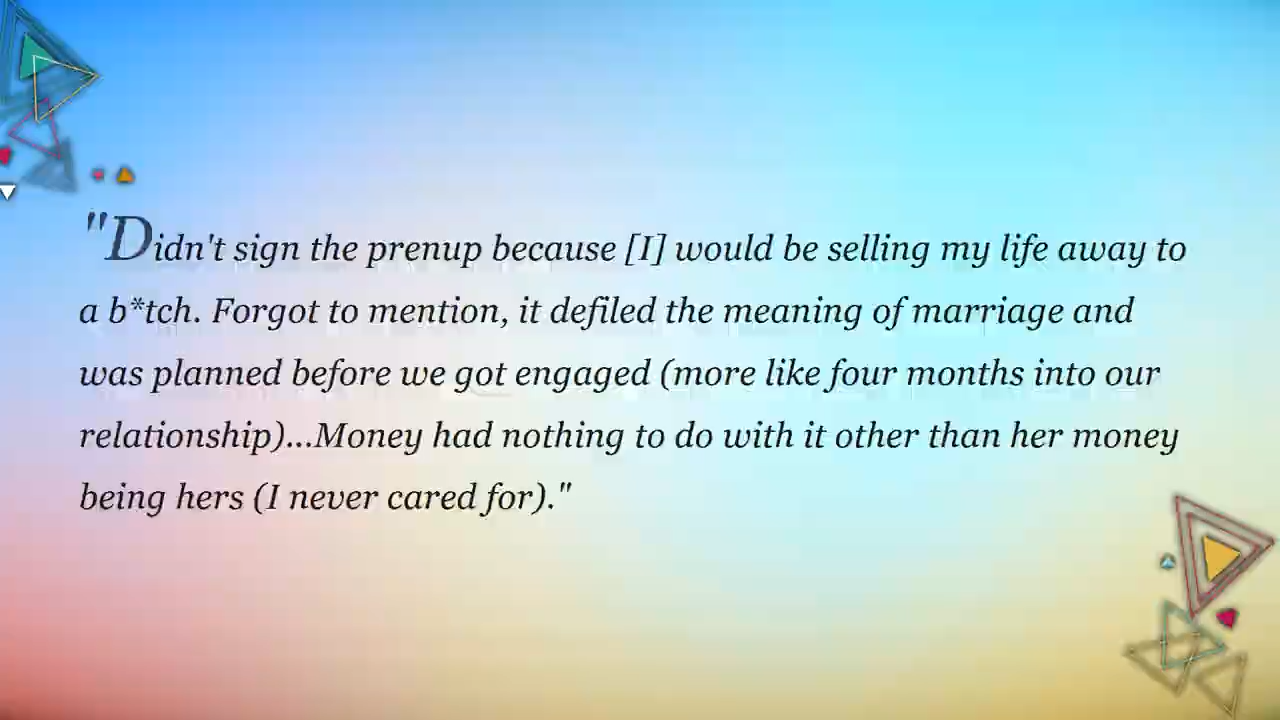 "Didn't sign the prenup because [I] would be selling my life away to
a b*tch. Forgot to mention, it defiled the meaning of marriage and
was planned before we got engaged (more like four months into our
relationship)...Money had nothing to do with it other than her money
being hers (I never cared for)."